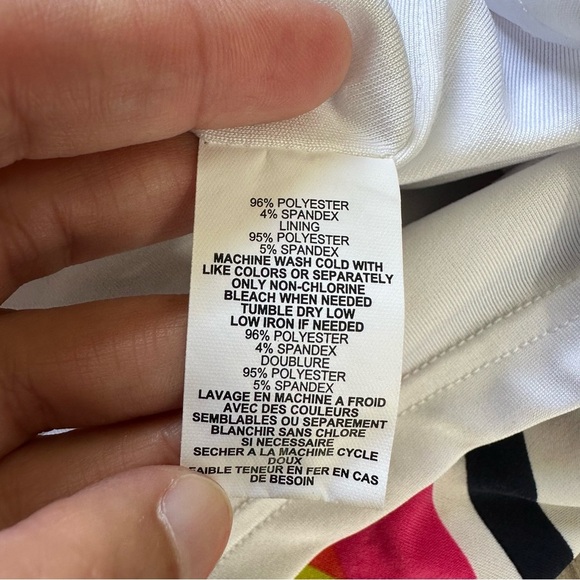 96% POLYESTER
4% SPANDEX
LINING
95% POLYESTER
5% SPANDEX
MACHINE WASH COLD WITH
LIKE COLORS OR SEPARATELY
ONLY NON-CHLORINE
BLEACH WHEN NEEDED
TUMBLE DRY LOW
LOW IRON IF NEEDED
96% POLYESTER
4% SPANDEX
DOUBLURE
95% POLYESTER
5% SPANDEX
LAVAGE EN MACHINE A FROID
AVEC DES COULEURS
SEMBLABLES OU SEPAREMENT
BLANCHIR SANS CHLORE
SI NECESSAIRE
SECHER A LA MACHINE CYCLE
DOUX
FAIBLE TENEUR EN FER EN CAS
DE BESOIN